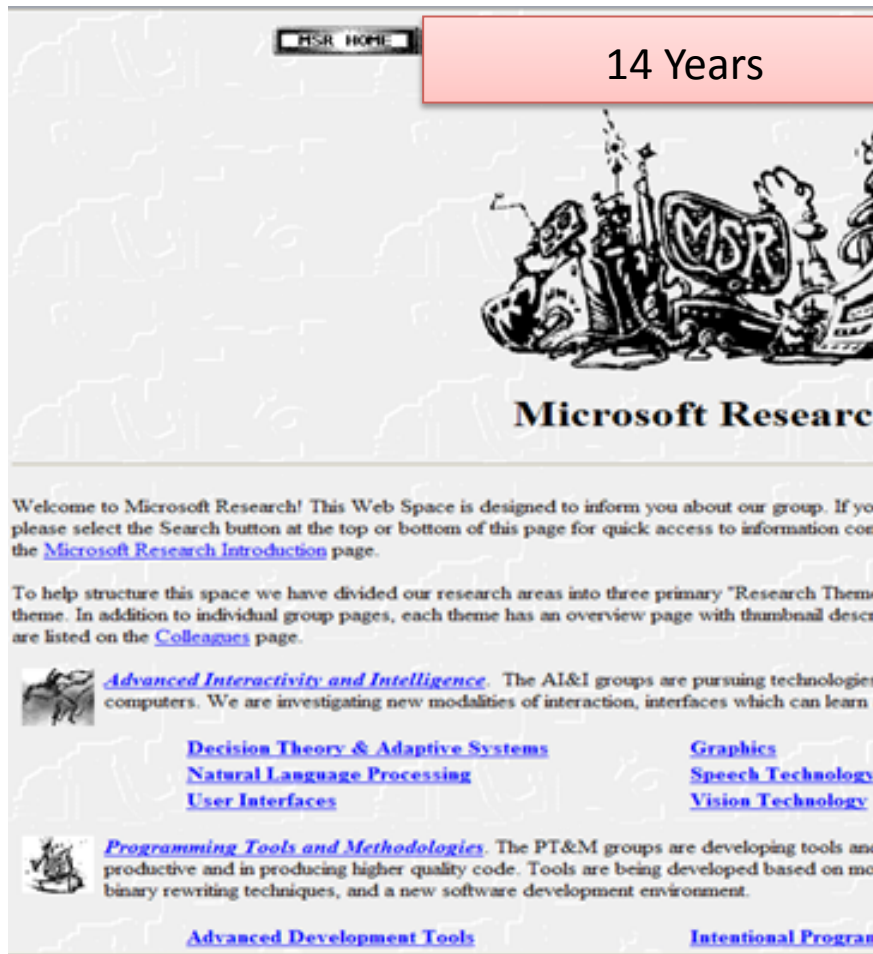 MSR HOME
14 Years
MSR
Microsoft Researc
Welcome to Microsoft Research! This Web Space is designed to inform you about our group. If yo
please select the Search button at the top or bottom of this page for quick access to information con
the Microsoft Research Introduction page.
To help structure this space we have divided our research areas into three primary "Research Theme
theme. In addition to individual group pages, each theme has an overview page with thumbnail descr
are listed on the Colleagues page.
Advanced Interactivity and Intelligence. The AI&I groups are pursuing technologies
computers. We are investigating new modalities of interaction, interfaces which can learn
Decision Theory & Adaptive Systems Graphics
Natural Language Processing Speech Technology
User Interfaces Vision Technology
Programming Tools and Methodologies. The PT&M groups are developing tools and
productive and in producing higher quality code. Tools are being developed based on mo
binary rewriting techniques, and a new software development environment.
Advanced Development Tools Intentional Program